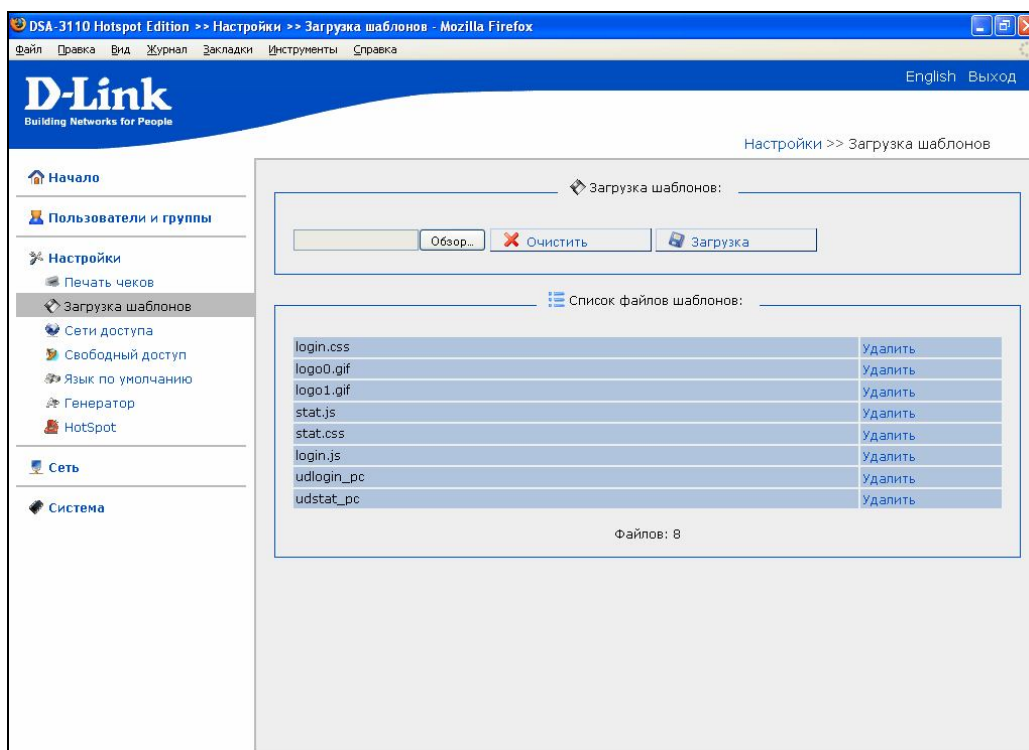 DSA-3110 Hotspot Edition >> Настройки >> Загрузка шаблонов - Mozilla Firefox
Файл Правка Вид Журнал Закладки Инструменты Справка
English Выход
D-Link
Building Networks for People
Настройки >> Загрузка шаблонов
Начало
Пользователи и группы
Настройки
Печать чеков
Загрузка шаблонов
Сети доступа
Свободный доступ
Язык по умолчанию
Генератор
HotSpot
Сеть
Система
Загрузка шаблонов:
Обзор... Очистить Загрузка
Список файлов шаблонов:
login.css Удалить
logo0.gif Удалить
logo1.gif Удалить
stat.js Удалить
stat.css Удалить
login.js Удалить
udlogin_pc Удалить
udstat_pc Удалить
Файлов: 8